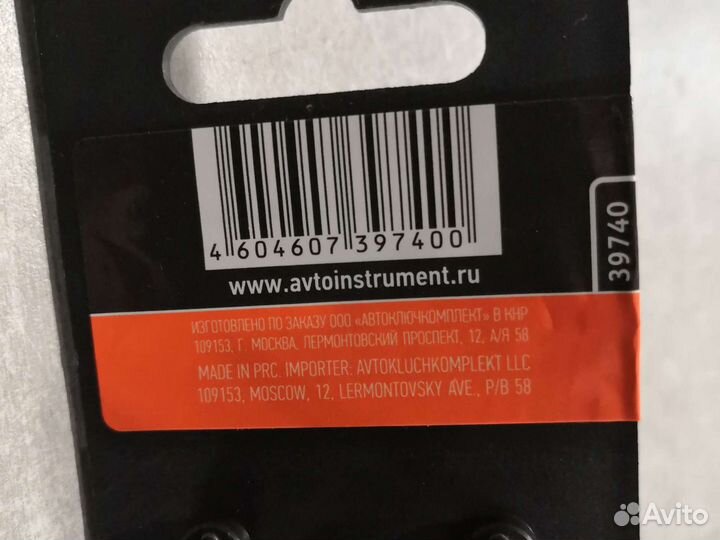 4 604607 397400
www.avtoinstrument.ru
39740
ИЗГОТОВЛЕНО ПО ЗАКАЗУ ООО «АВТОКЛЮЧКОМПЛЕКТ» В КНР
109153, Г. МОСКВА, ЛЕРМОНТОВСКИЙ ПРОСПЕКТ, 12, А/Я 58
MADE IN PRC. IMPORTER: AVTOKLUCHKOMPLEKT LLC
109153, MOSCOW, 12, LERMONTOVSKY AVE., P/B 58
Avito